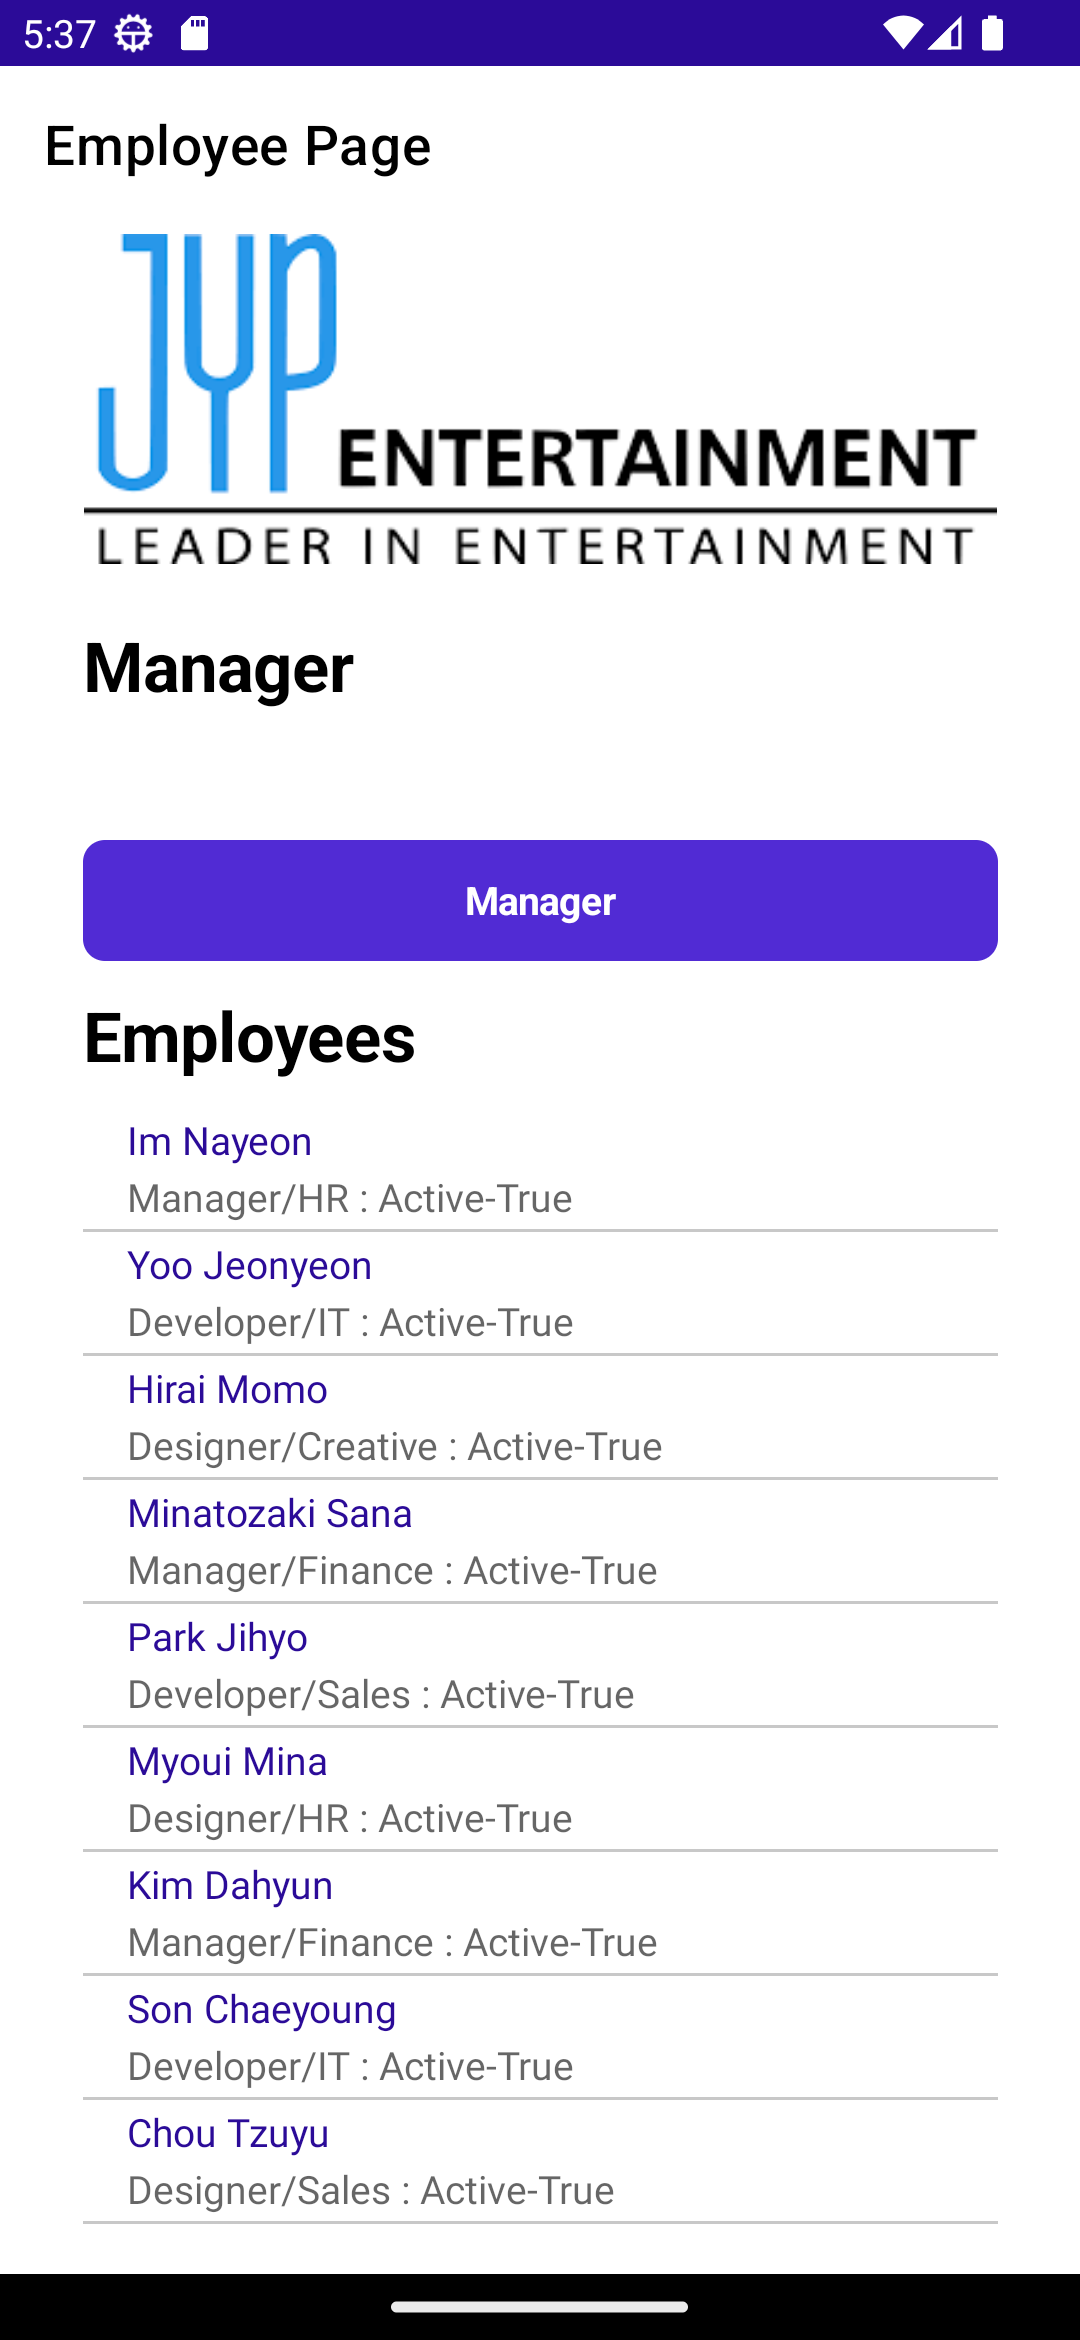 5:37
Employee Page
JYP ENTERTAINMENT
LEADER IN ENTERTAINMENT
Manager
Manager
Employees
Im Nayeon
Manager/HR : Active-True
Yoo Jeonyeon
Developer/IT : Active-True
Hirai Momo
Designer/Creative : Active-True
Minatozaki Sana
Manager/Finance : Active-True
Park Jihyo
Developer/Sales : Active-True
Myoui Mina
Designer/HR : Active-True
Kim Dahyun
Manager/Finance : Active-True
Son Chaeyoung
Developer/IT : Active-True
Chou Tzuyu
Designer/Sales : Active-True